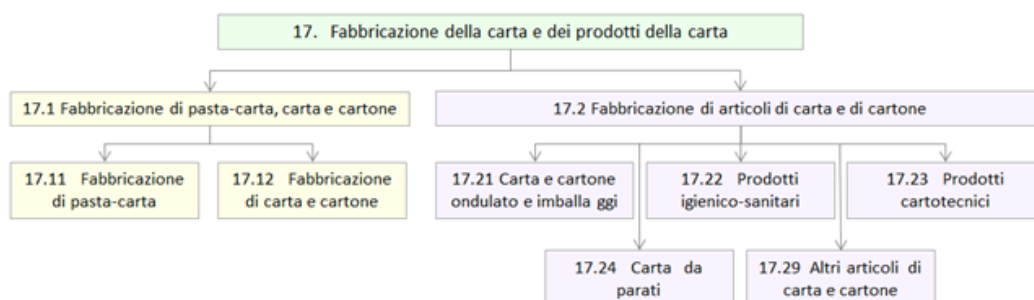 17. Fabbricazione della carta e dei prodotti della carta
17.1 Fabbricazione di pasta-carta, carta e cartone
17.2 Fabbricazione di articoli di carta e di cartone
17.11 Fabbricazione
di pasta-carta
17.12 Fabbricazione
di carta e cartone
17.21 Carta e cartone
ondulato e imballa ggi
17.22 Prodotti
igienico-sanitari
17.23 Prodotti
cartotecnici
17.24 Carta da
parati
17.29 Altri articoli di
carta e cartone